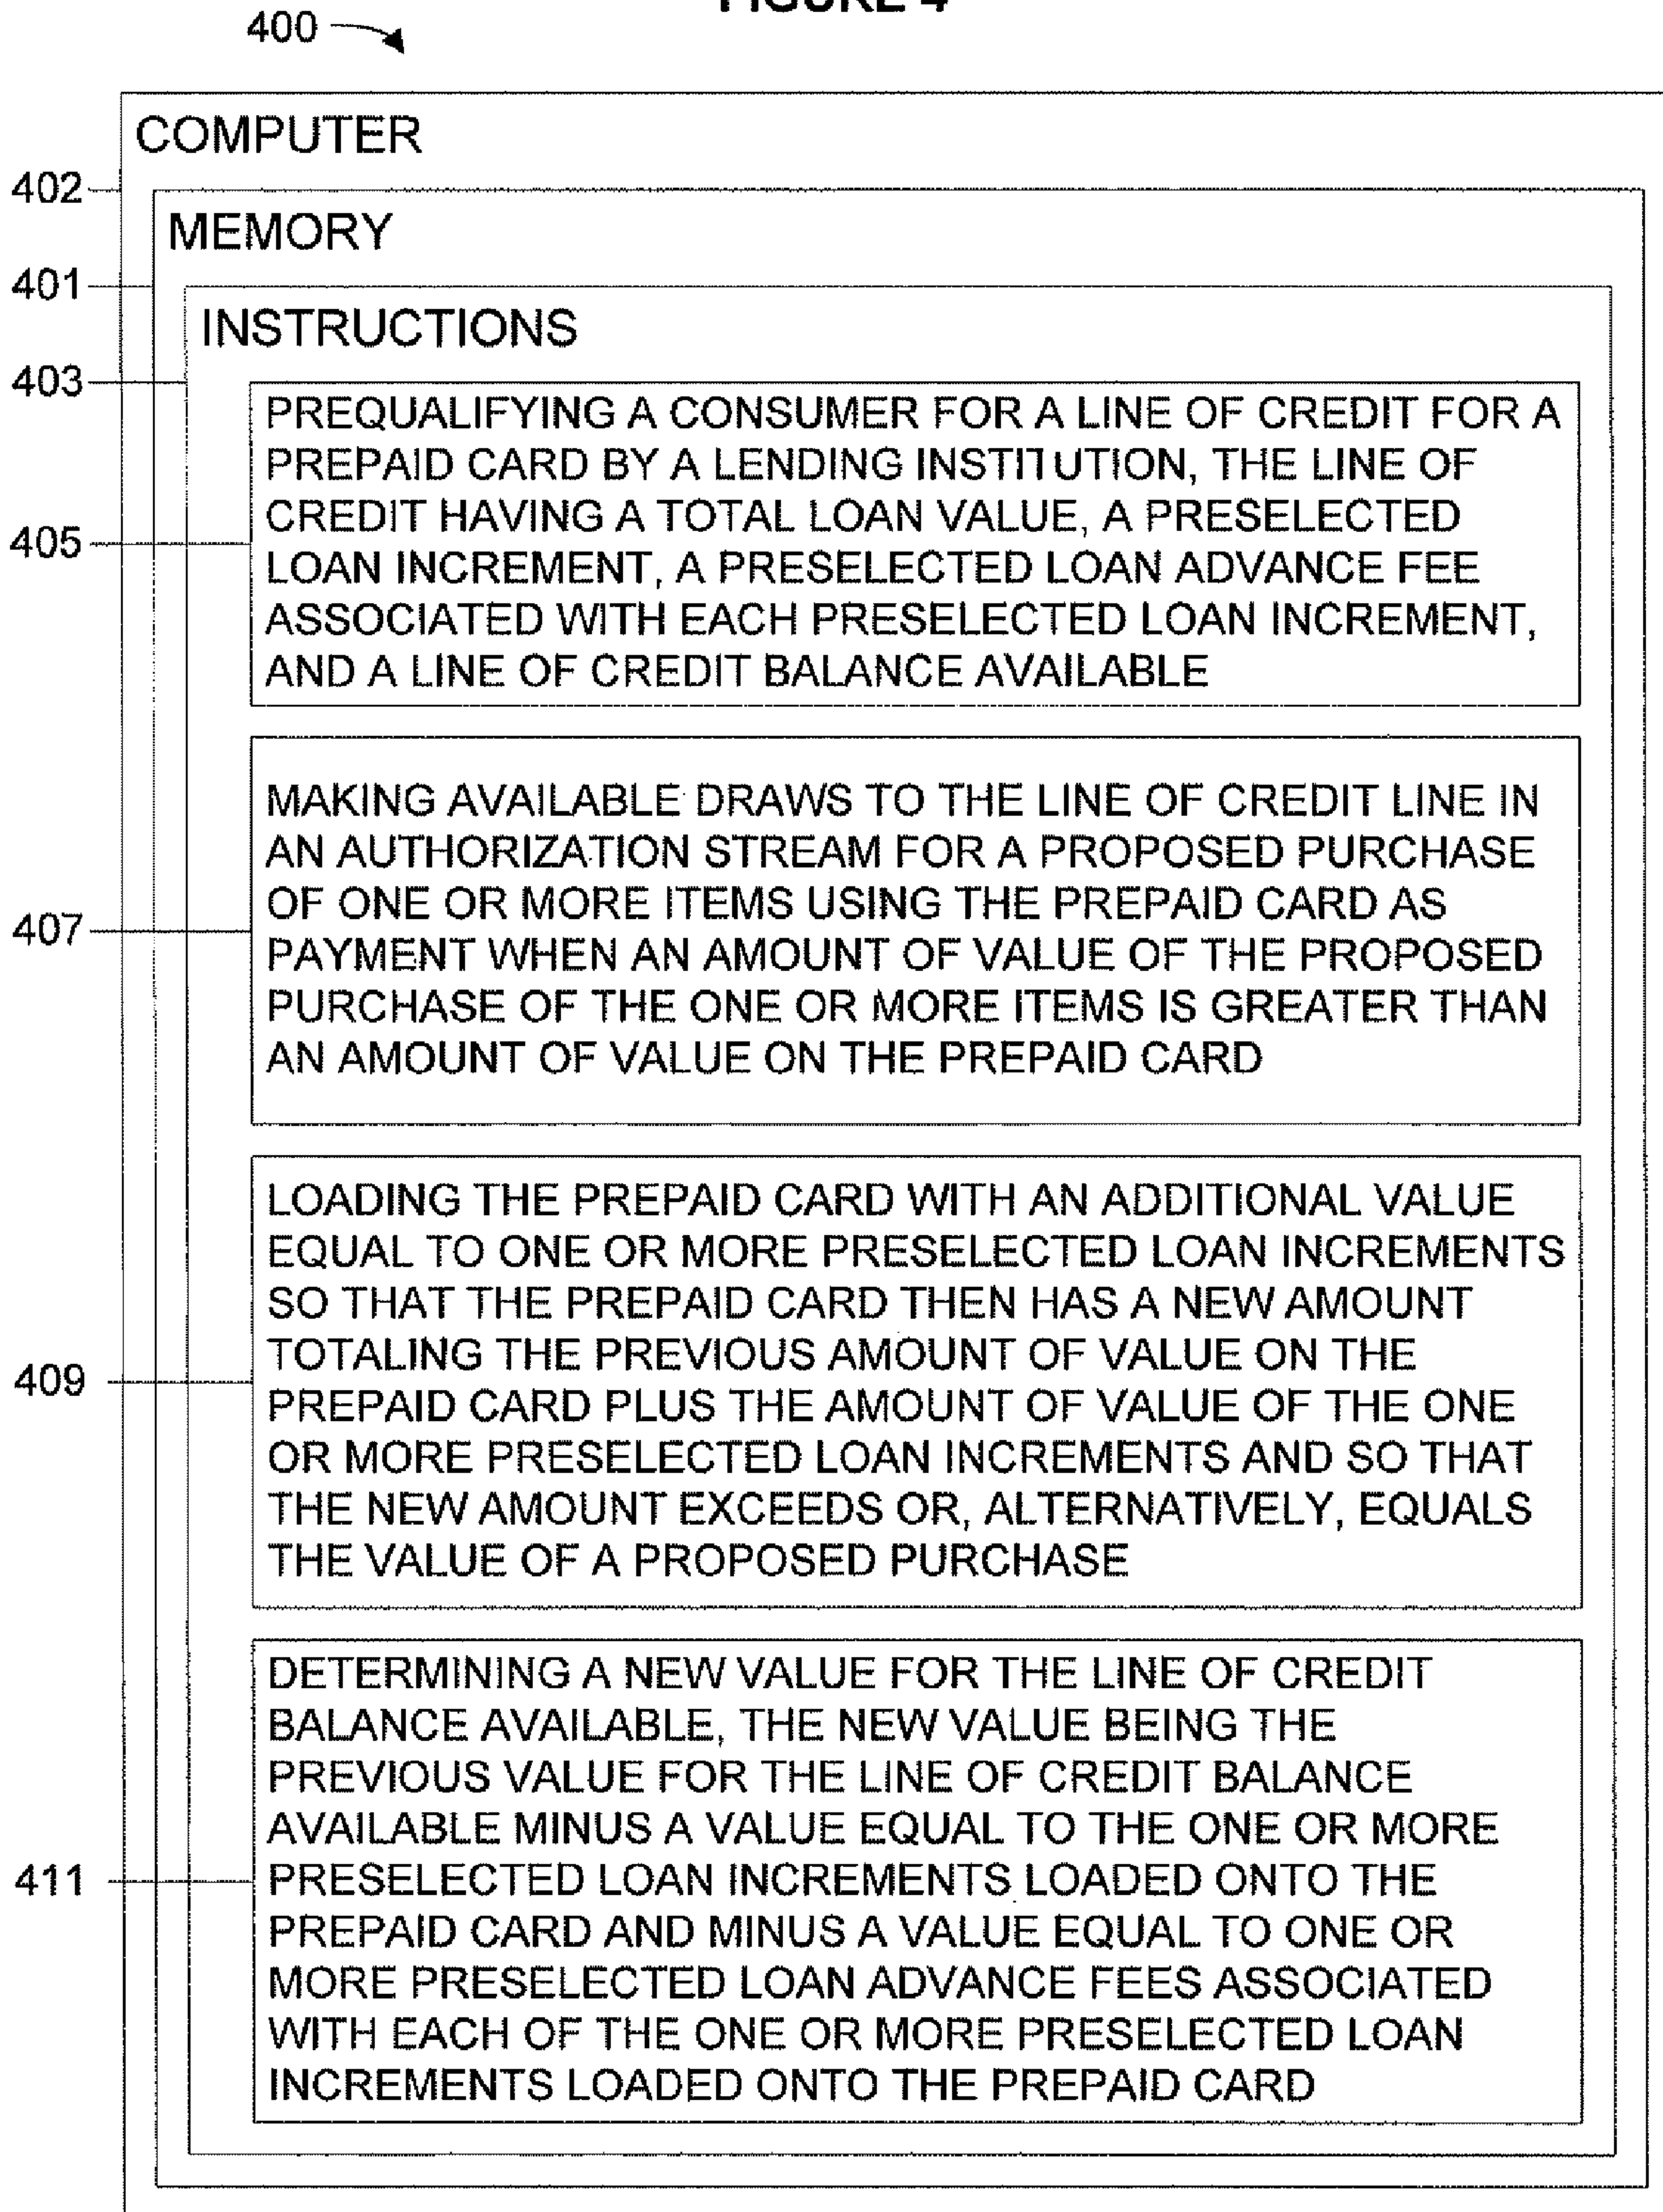 FIGURE 4
400
COMPUTER
402
MEMORY
401
INSTRUCTIONS
403
PREQUALIFYING A CONSUMER FOR A LINE OF CREDIT FOR A
PREPAID CARD BY A LENDING INSTITUTION, THE LINE OF
CREDIT HAVING A TOTAL LOAN VALUE, A PRESELECTED
405
LOAN INCREMENT, A PRESELECTED LOAN ADVANCE FEE
ASSOCIATED WITH EACH PRESELECTED LOAN INCREMENT,
AND A LINE OF CREDIT BALANCE AVAILABLE
MAKING AVAILABLE DRAWS TO THE LINE OF CREDIT LINE IN
AN AUTHORIZATION STREAM FOR A PROPOSED PURCHASE
OF ONE OR MORE ITEMS USING THE PREPAID CARD AS
407
PAYMENT WHEN AN AMOUNT OF VALUE OF THE PROPOSED
PURCHASE OF THE ONE OR MORE ITEMS IS GREATER THAN
AN AMOUNT OF VALUE ON THE PREPAID CARD
LOADING THE PREPAID CARD WITH AN ADDITIONAL VALUE
EQUAL TO ONE OR MORE PRESELECTED LOAN INCREMENTS
SO THAT THE PREPAID CARD THEN HAS A NEW AMOUNT
TOTALING THE PREVIOUS AMOUNT OF VALUE ON THE
409
PREPAID CARD PLUS THE AMOUNT OF VALUE OF THE ONE
OR MORE PRESELECTED LOAN INCREMENTS AND SO THAT
THE NEW AMOUNT EXCEEDS OR, ALTERNATIVELY, EQUALS
THE VALUE OF A PROPOSED PURCHASE
DETERMINING A NEW VALUE FOR THE LINE OF CREDIT
BALANCE AVAILABLE, THE NEW VALUE BEING THE
PREVIOUS VALUE FOR THE LINE OF CREDIT BALANCE
AVAILABLE MINUS A VALUE EQUAL TO THE ONE OR MORE
411
PRESELECTED LOAN INCREMENTS LOADED ONTO THE
PREPAID CARD AND MINUS A VALUE EQUAL TO ONE OR
MORE PRESELECTED LOAN ADVANCE FEES ASSOCIATED
WITH EACH OF THE ONE OR MORE PRESELECTED LOAN
INCREMENTS LOADED ONTO THE PREPAID CARD